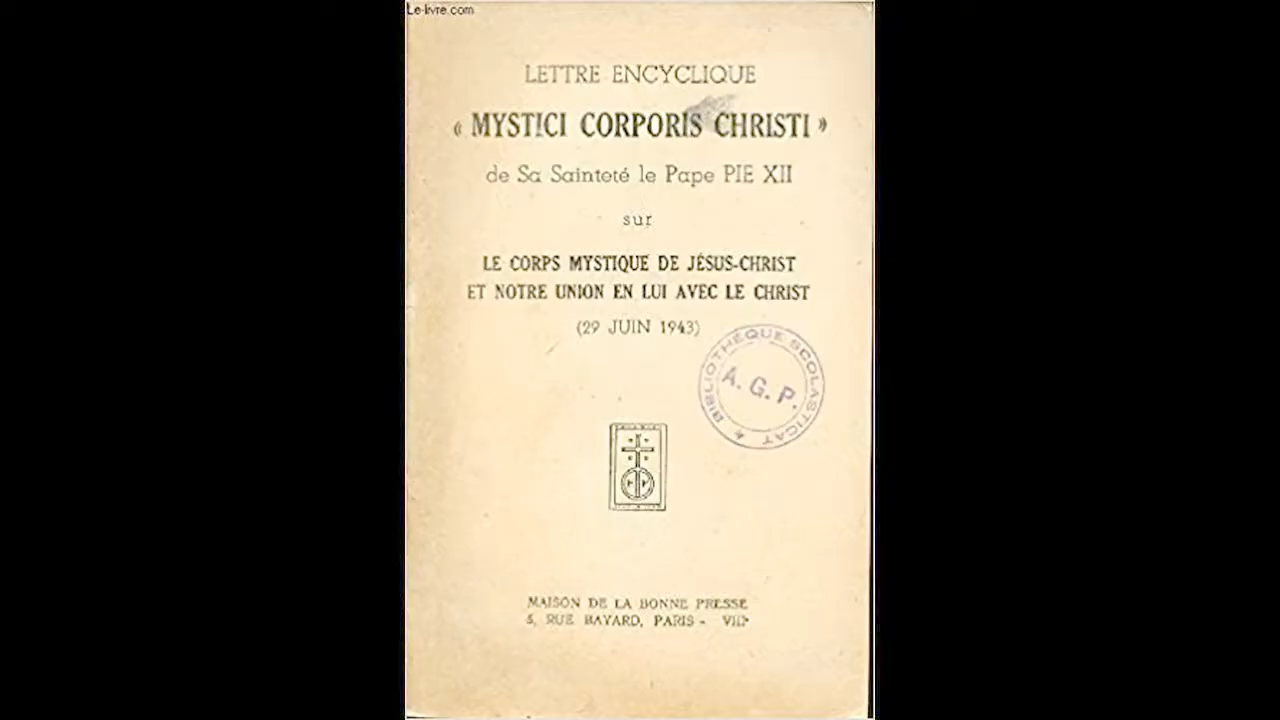 Le-livre.com
LETTRE ENCYCLIQUE
« MYSTICI CORPORIS CHRISTI »
de Sa Sainteté le Pape PIE XII
sur
LE CORPS MYSTIQUE DE JÉSUS-CHRIST
ET NOTRE UNION EN LUI AVEC LE CHRIST
(29 JUIN 1943)
BIBLIOTHÈQUE SCOLASTICAT
A. G. P.
MAISON DE LA BONNE PRESSE
5, RUE BAYARD, PARIS - VIIIᵉ